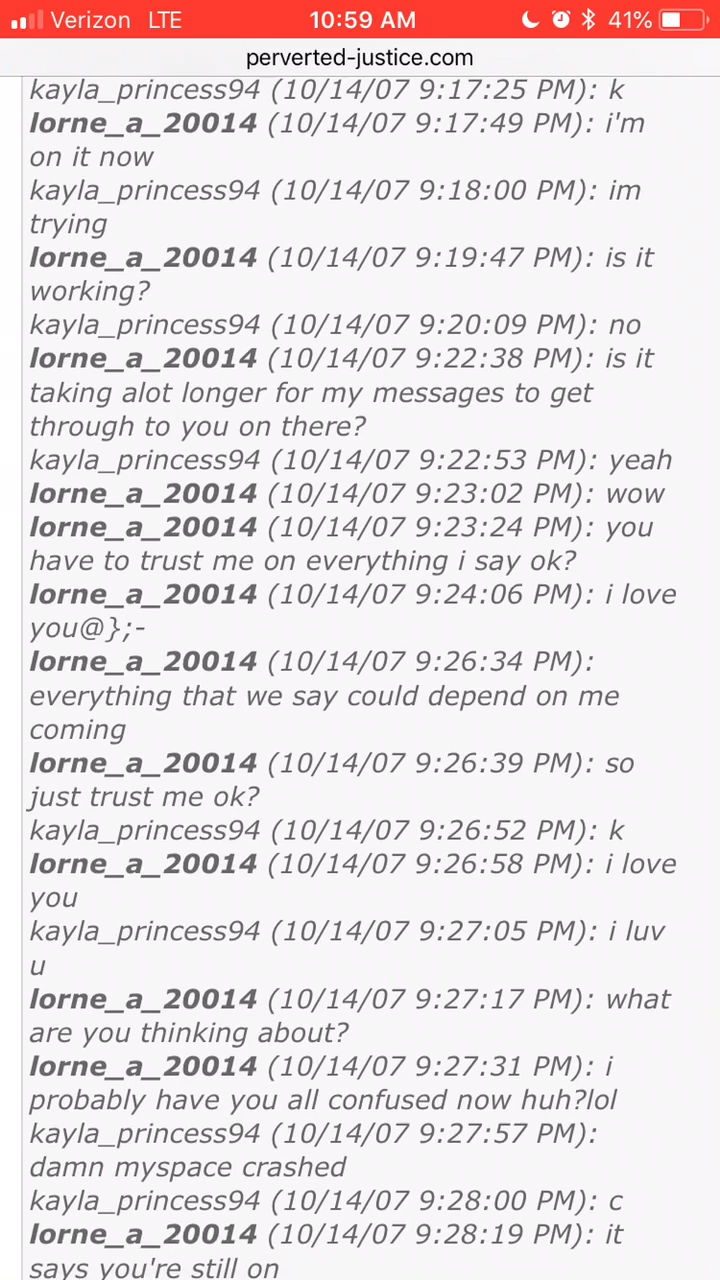 Verizon LTE 10:59 AM 41%
perverted-justice.com
kayla_princess94 (10/14/07 9:17:25 PM): k
lorne_a_20014 (10/14/07 9:17:49 PM): i'm
on it now
kayla_princess94 (10/14/07 9:18:00 PM): im
trying
lorne_a_20014 (10/14/07 9:19:47 PM): is it
working?
kayla_princess94 (10/14/07 9:20:09 PM): no
lorne_a_20014 (10/14/07 9:22:38 PM): is it
taking alot longer for my messages to get
through to you on there?
kayla_princess94 (10/14/07 9:22:53 PM): yeah
lorne_a_20014 (10/14/07 9:23:02 PM): wow
lorne_a_20014 (10/14/07 9:23:24 PM): you
have to trust me on everything i say ok?
lorne_a_20014 (10/14/07 9:24:06 PM): i love
you@};-
lorne_a_20014 (10/14/07 9:26:34 PM):
everything that we say could depend on me
coming
lorne_a_20014 (10/14/07 9:26:39 PM): so
just trust me ok?
kayla_princess94 (10/14/07 9:26:52 PM): k
lorne_a_20014 (10/14/07 9:26:58 PM): i love
you
kayla_princess94 (10/14/07 9:27:05 PM): i luv
u
lorne_a_20014 (10/14/07 9:27:17 PM): what
are you thinking about?
lorne_a_20014 (10/14/07 9:27:31 PM): i
probably have you all confused now huh?lol
kayla_princess94 (10/14/07 9:27:57 PM):
damn myspace crashed
kayla_princess94 (10/14/07 9:28:00 PM): c
lorne_a_20014 (10/14/07 9:28:19 PM): it
says you're still on